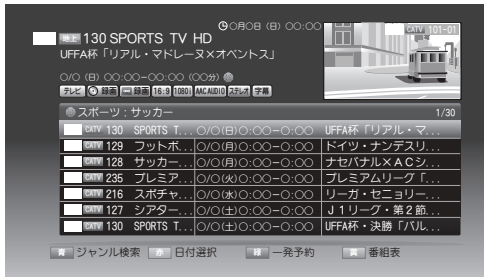 ○月○日（日）○○:○○
CATV 101-01
地上 130 SPORTS TV HD
UFFA杯「リアル・マドレーヌ×オベントス」
○/○（日）○○:○○−○○:○○（○○分）
テレビ 録画 録画 16:9 1080i AAC AUDIO ステレオ 字幕
スポーツ：サッカー 1/30
CATV 130 SPORTS T... ○/○(日)○:○○−○:○○ UFFA杯「リアル・マ...
CATV 129 フットボ... ○/○(月)○:○○−○:○○ ドイツ・ナンデスリ...
CATV 128 サッカー... ○/○(月)○:○○−○:○○ ナセバナル×ＡＣシ...
CATV 235 プレミア... ○/○(火)○:○○−○:○○ プレミアムリーグ「...
CATV 216 スポチャ... ○/○(水)○:○○−○:○○ リーガ・セニョリー...
CATV 127 シアター... ○/○(土)○:○○−○:○○ Ｊ１リーグ・第２節...
CATV 130 SPORTS T... ○/○(土)○:○○−○:○○ UFFA杯・決勝「バル...
青 ジャンル検索 赤 日付選択 緑 一発予約 黄 番組表